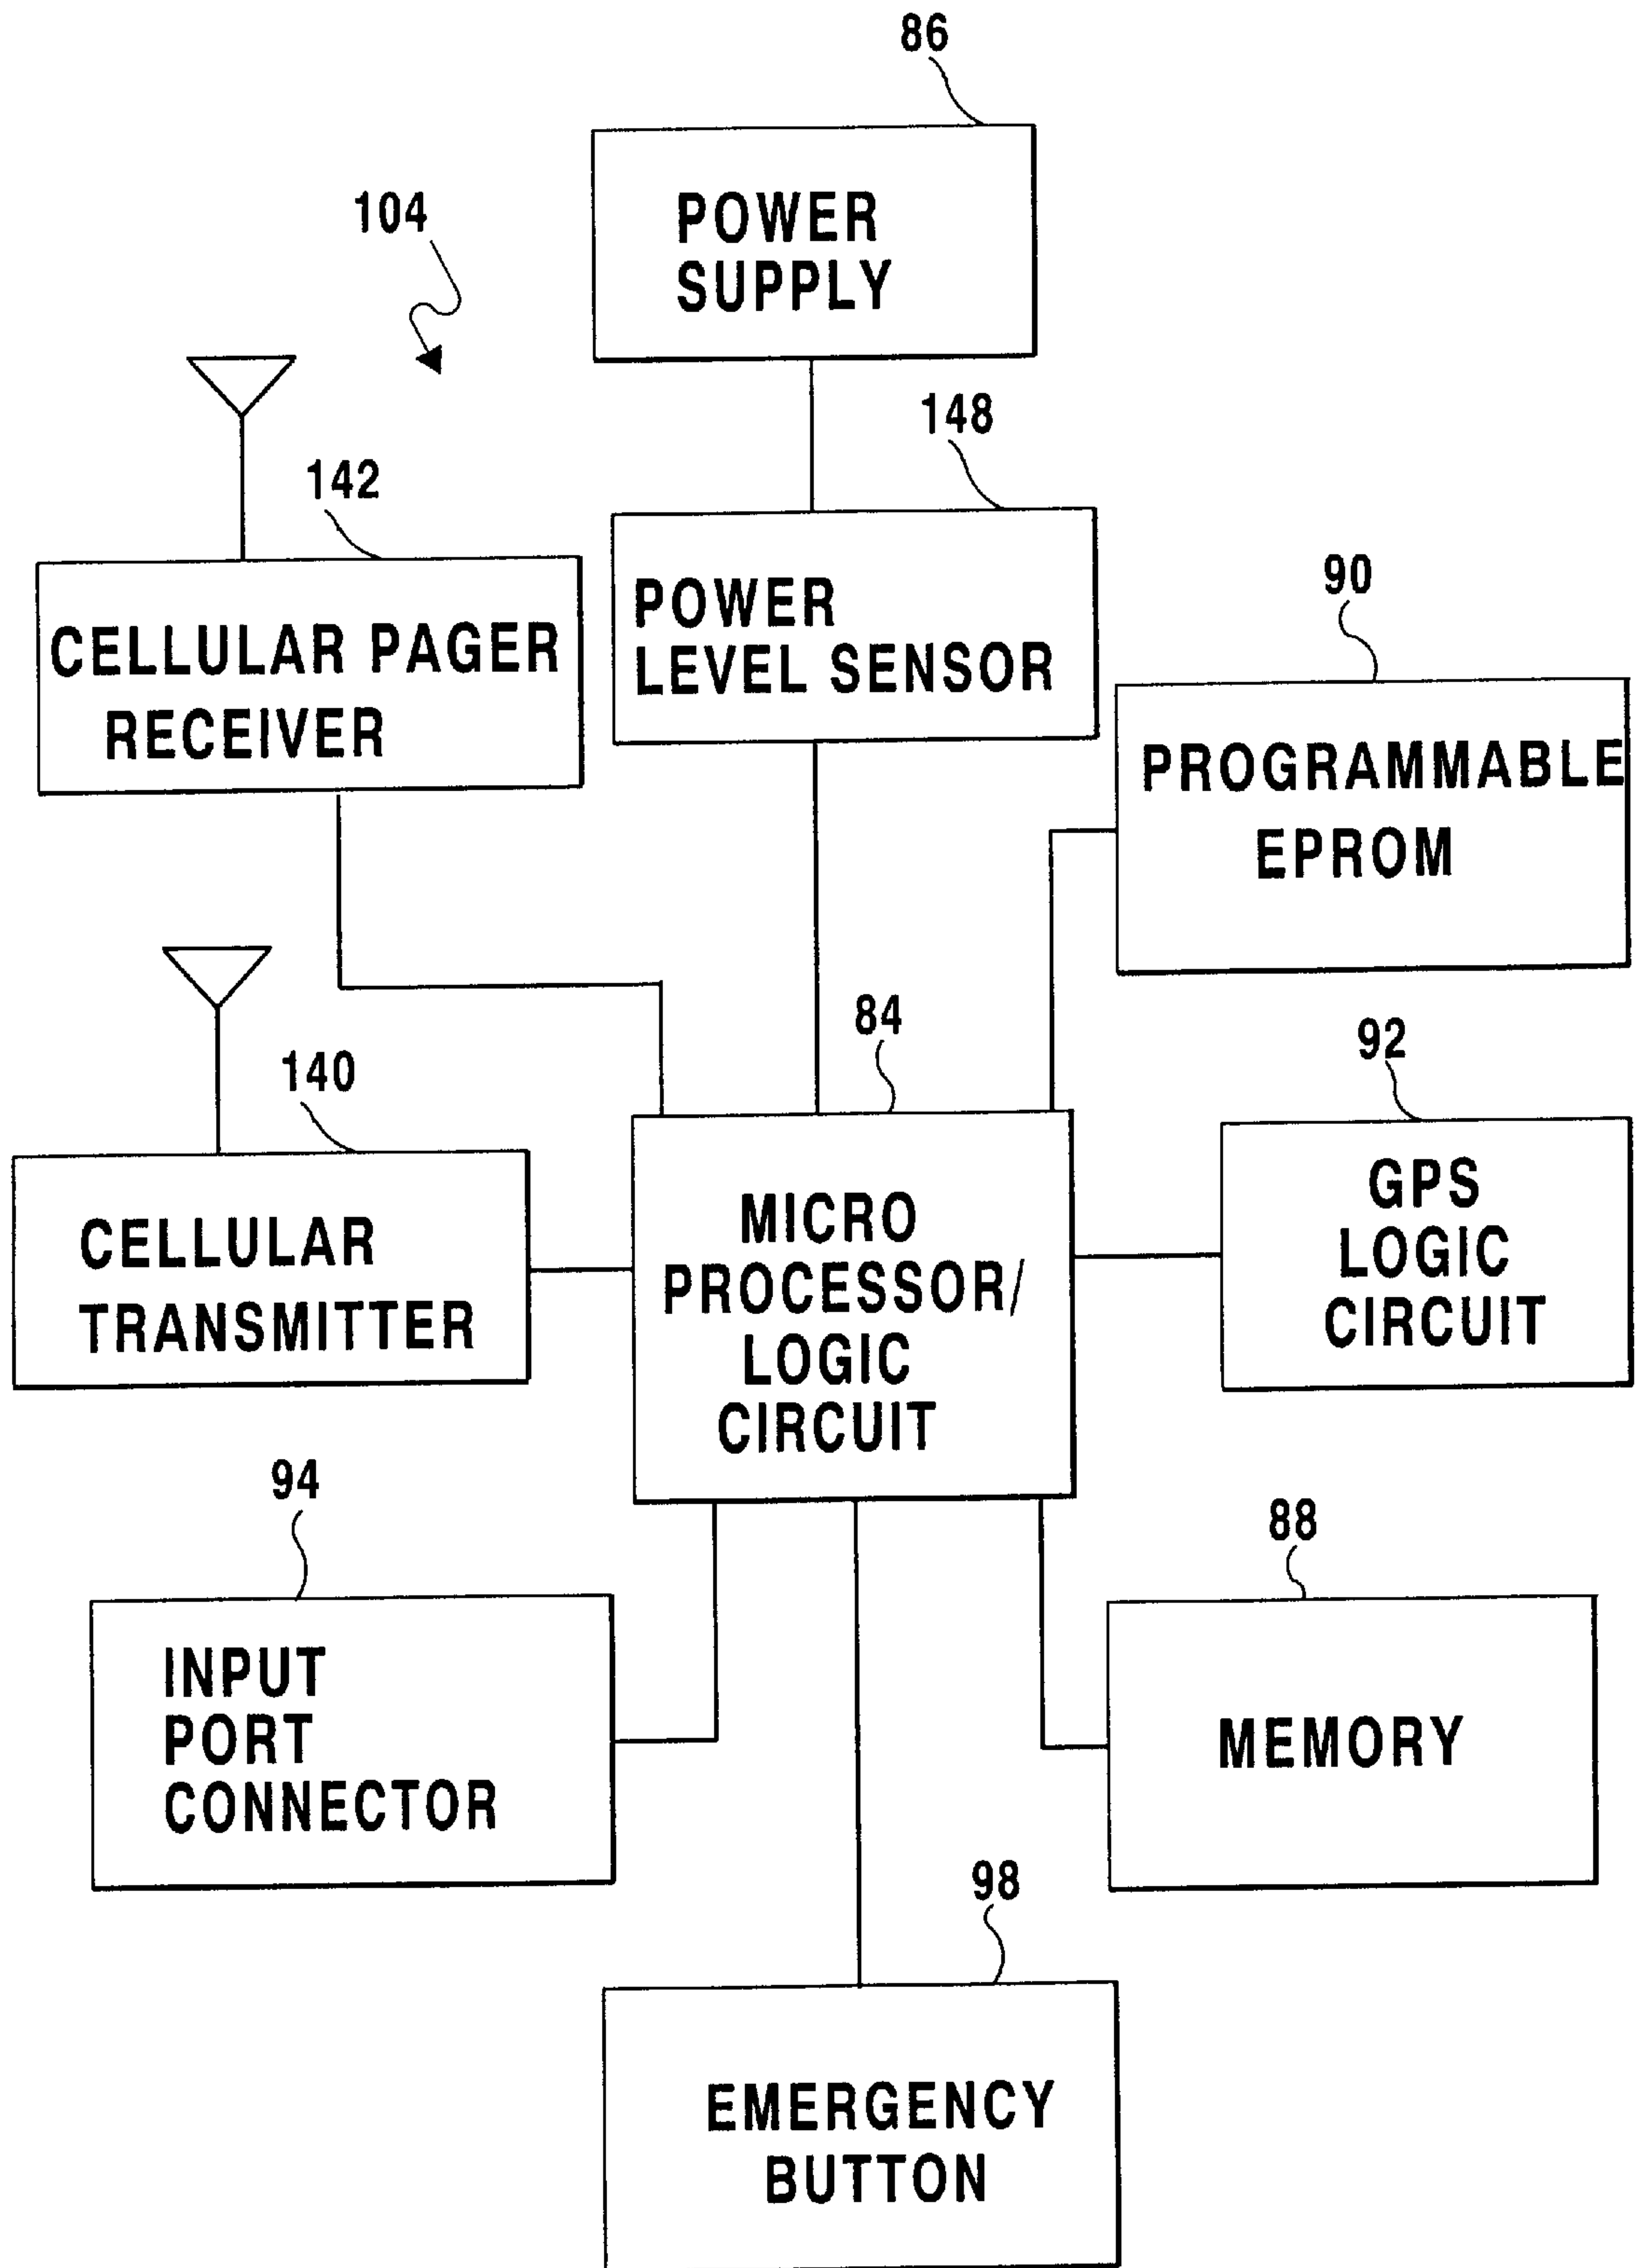 86
POWER
SUPPLY
104
148
142
POWER
LEVEL SENSOR
CELLULAR PAGER
RECEIVER
90
PROGRAMMABLE
EPROM
84
92
140
CELLULAR
TRANSMITTER
MICRO
PROCESSOR/
LOGIC
CIRCUIT
GPS
LOGIC
CIRCUIT
94
INPUT
PORT
CONNECTOR
88
MEMORY
98
EMERGENCY
BUTTON